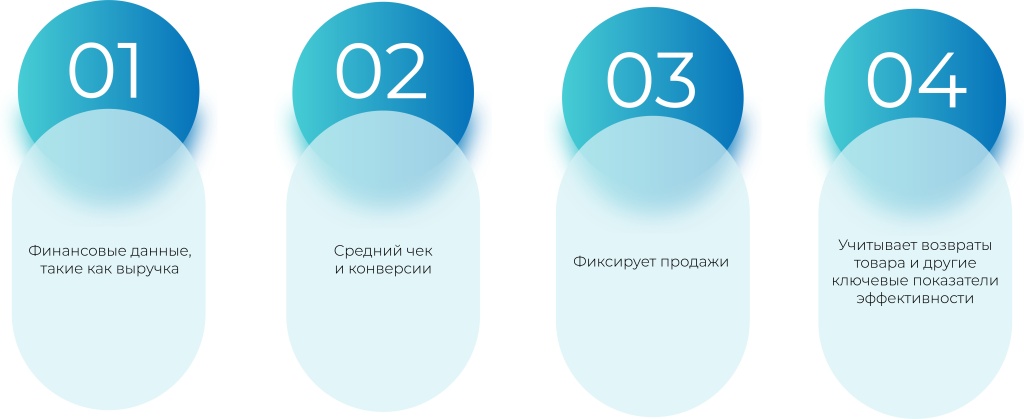 01
Финансовые данные,
такие как выручка
02
Средний чек
и конверсии
03
Фиксирует продажи
04
Учитывает возвраты
товара и другие
ключевые показатели
эффективности